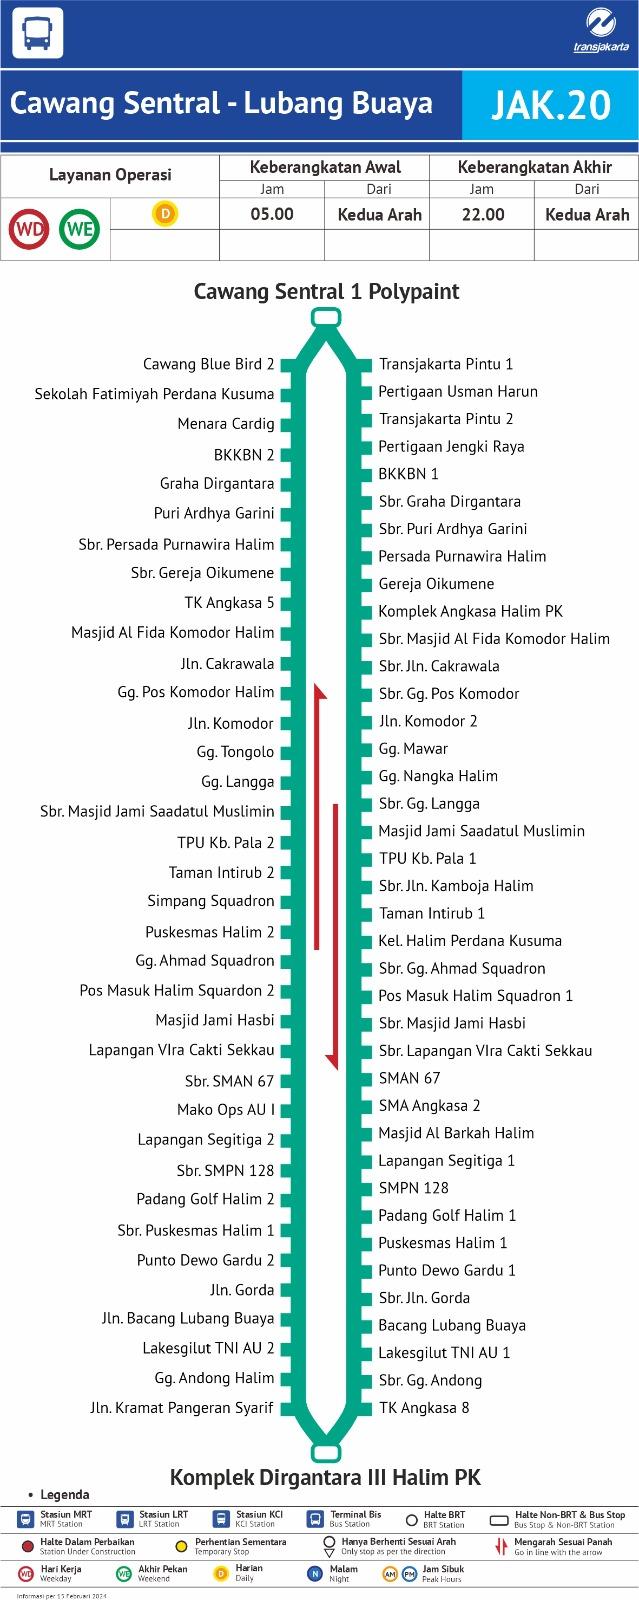 transjakarta
Cawang Sentral - Lubang Buaya
JAK.20
Layanan Operasi
Keberangkatan Awal
Keberangkatan Akhir
Jam
Dari
Jam
Dari
WD
WE
D
05.00
Kedua Arah
22.00
Kedua Arah
Cawang Sentral 1 Polypaint
Cawang Blue Bird 2
Sekolah Fatimiyah Perdana Kusuma
Menara Cardig
BKKBN 2
Graha Dirgantara
Puri Ardhya Garini
Sbr. Persada Purnawira Halim
Sbr. Gereja Oikumene
TK Angkasa 5
Masjid Al Fida Komodor Halim
Jln. Cakrawala
Gg. Pos Komodor Halim
Jln. Komodor
Gg. Tongolo
Gg. Langga
Sbr. Masjid Jami Saadatul Muslimin
TPU Kb. Pala 2
Taman Intirub 2
Simpang Squadron
Puskesmas Halim 2
Gg. Ahmad Squadron
Pos Masuk Halim Squardon 2
Masjid Jami Hasbi
Lapangan VIra Cakti Sekkau
Sbr. SMAN 67
Mako Ops AU I
Lapangan Segitiga 2
Sbr. SMPN 128
Padang Golf Halim 2
Sbr. Puskesmas Halim 1
Punto Dewo Gardu 2
Jln. Gorda
Jln. Bacang Lubang Buaya
Lakesgilut TNI AU 2
Gg. Andong Halim
Jln. Kramat Pangeran Syarif
Transjakarta Pintu 1
Pertigaan Usman Harun
Transjakarta Pintu 2
Pertigaan Jengki Raya
BKKBN 1
Sbr. Graha Dirgantara
Sbr. Puri Ardhya Garini
Persada Purnawira Halim
Gereja Oikumene
Komplek Angkasa Halim PK
Sbr. Masjid Al Fida Komodor Halim
Sbr. Jln. Cakrawala
Sbr. Gg. Pos Komodor
Jln. Komodor 2
Gg. Mawar
Gg. Nangka Halim
Sbr. Gg. Langga
Masjid Jami Saadatul Muslimin
TPU Kb. Pala 1
Sbr. Jln. Kamboja Halim
Taman Intirub 1
Kel. Halim Perdana Kusuma
Sbr. Gg. Ahmad Squadron
Pos Masuk Halim Squadron 1
Sbr. Masjid Jami Hasbi
Sbr. Lapangan VIra Cakti Sekkau
SMAN 67
SMA Angkasa 2
Masjid Al Barkah Halim
Lapangan Segitiga 1
SMPN 128
Padang Golf Halim 1
Puskesmas Halim 1
Punto Dewo Gardu 1
Sbr. Jln. Gorda
Bacang Lubang Buaya
Lakesgilut TNI AU 1
Sbr. Gg. Andong
TK Angkasa 8
Komplek Dirgantara III Halim PK
• Legenda
Stasiun MRT
MRT Station
Stasiun LRT
LRT Station
Stasiun KCI
KCI Station
Terminal Bis
Bus Station
Halte BRT
BRT Station
Halte Non-BRT & Bus Stop
Bus Stop & Non-BRT Station
Halte Dalam Perbaikan
Station Under Construction
Perhentian Sementara
Temporary Stop
Hanya Berhenti Sesuai Arah
Only stop as per the direction
Mengarah Sesuai Panah
Go in line with the arrow
WD
Hari Kerja
Weekday
WE
Akhir Pekan
Weekend
D
Harian
Daily
N
Malam
Night
AM
PM
Jam Sibuk
Peak Hours
Informasi per 15 Februari 2024